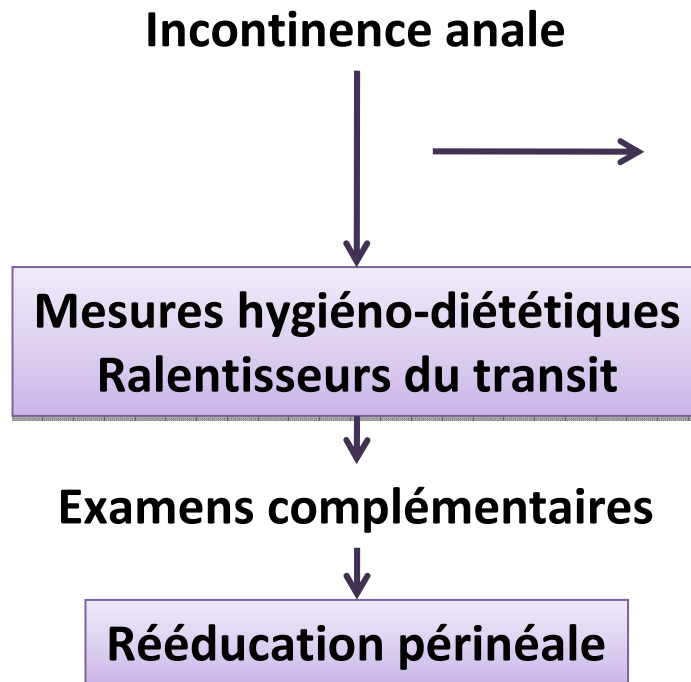 Incontinence anale
Mesures hygiéno-diététiques
Ralentisseurs du transit
Examens complémentaires
Rééducation périnéale